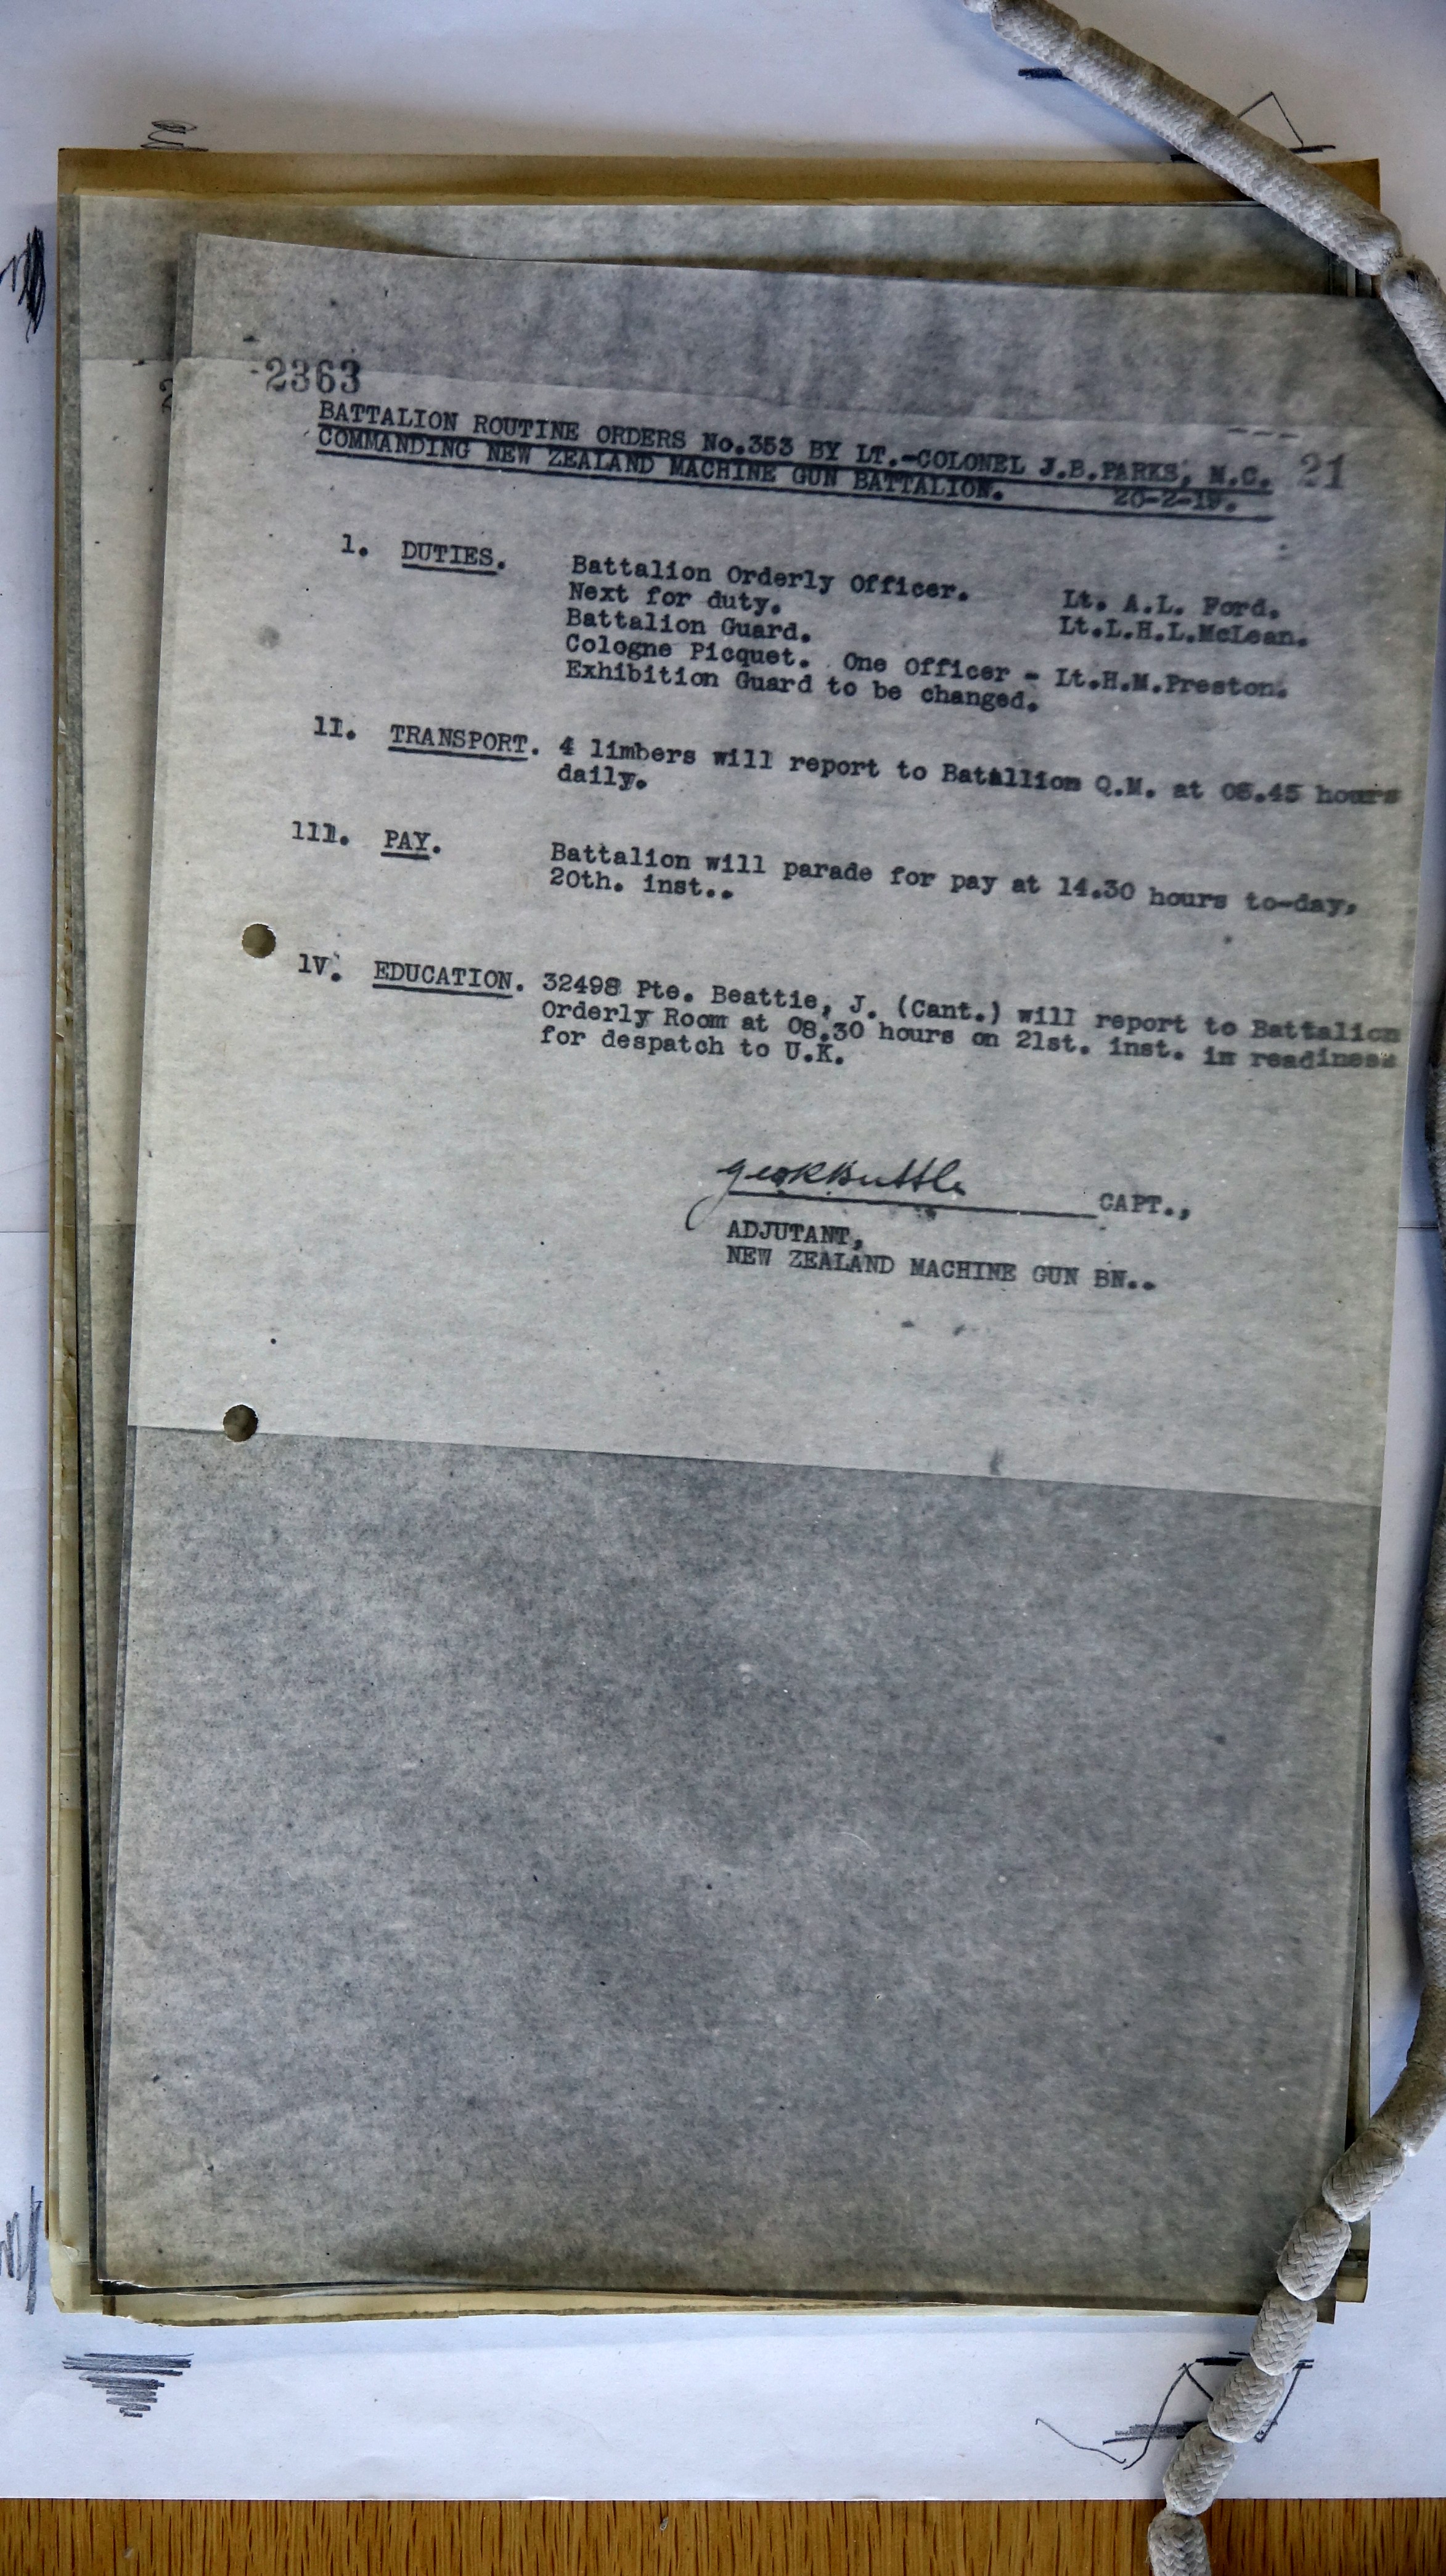 2363
BATTALION ROUTINE ORDERS No.353 BY LT.-COLONEL J.B.PARKS, M.C. 21
COMMANDING NEW ZEALAND MACHINE GUN BATTALION. 20-2-19.
1. DUTIES. Battalion Orderly Officer. Lt. A.L. Ford.
Next for duty. Lt.L.H.L.McLean.
Battalion Guard.
Cologne Picquet. One Officer - Lt.H.M.Preston.
Exhibition Guard to be changed.
11. TRANSPORT. 4 limbers will report to Batallion Q.M. at 08.45 hours
daily.
111. PAY. Battalion will parade for pay at 14.30 hours to-day,
20th. inst..
1V. EDUCATION. 32498 Pte. Beattie, J. (Cant.) will report to Battalion
Orderly Room at 08.30 hours on 21st. inst. in readiness
for despatch to U.K.
GeoRButtle CAPT.,
ADJUTANT,
NEW ZEALAND MACHINE GUN BN..